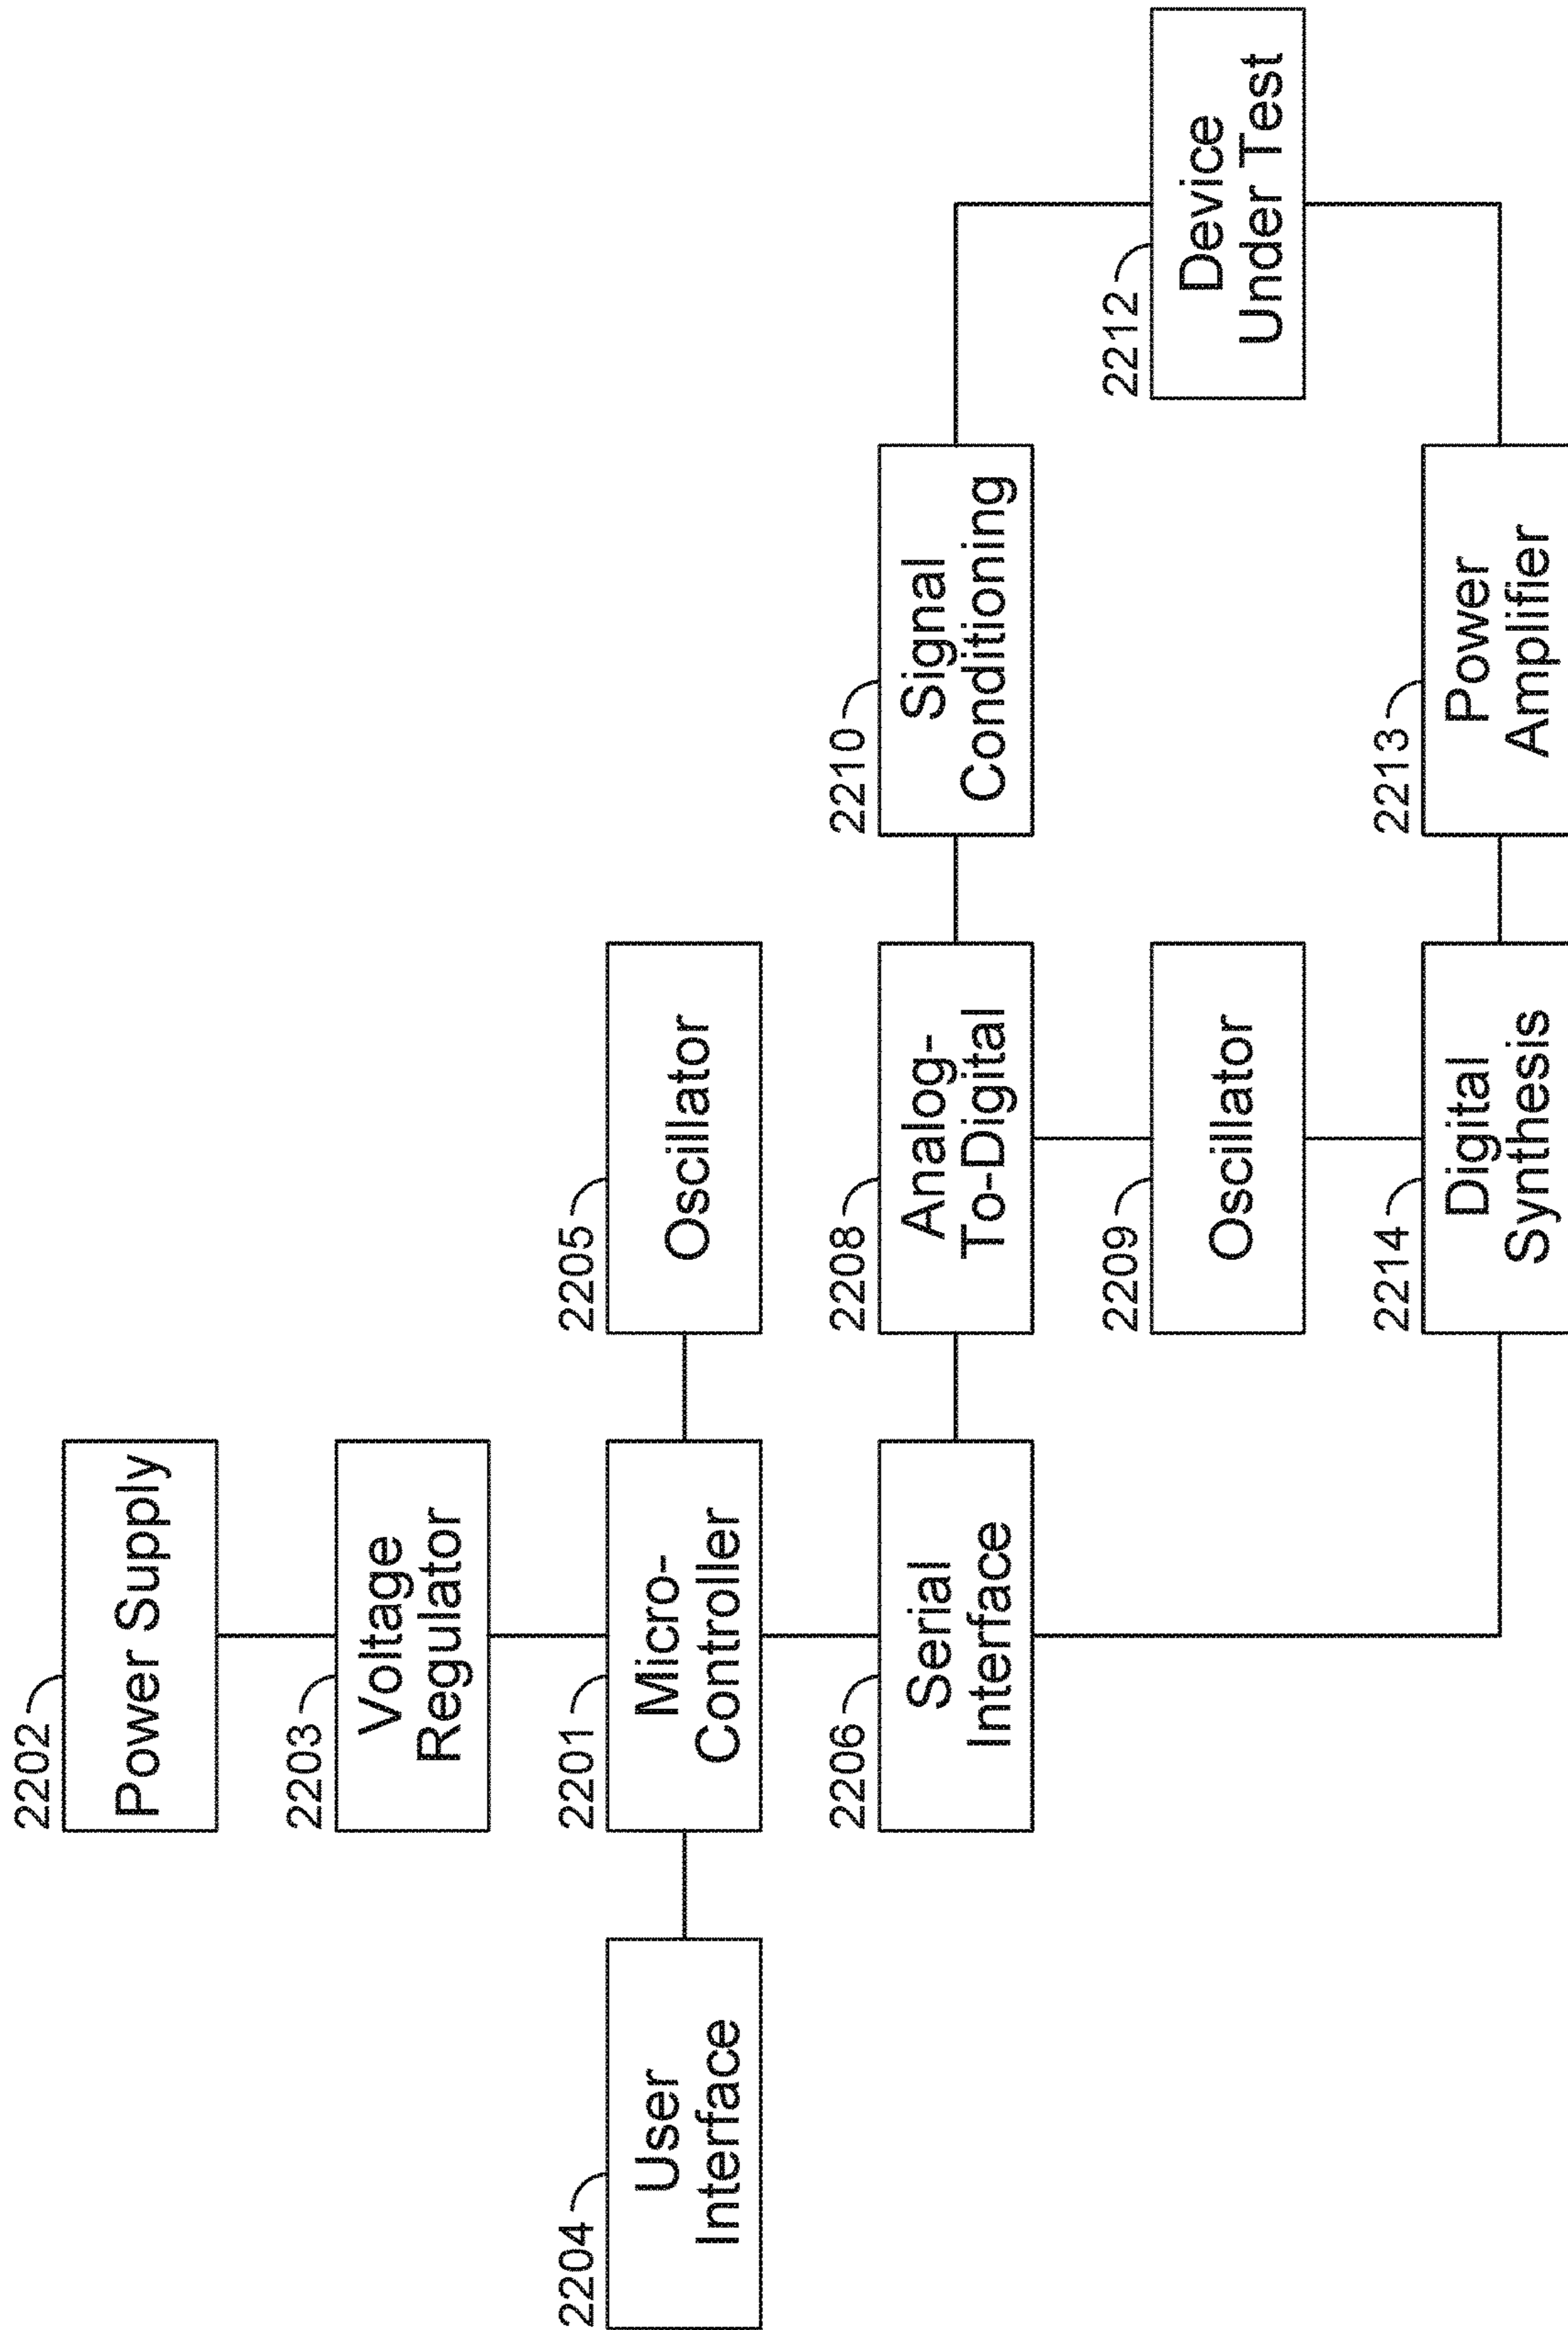 2202
Power Supply
2203
Voltage
Regulator
2204
User
Interface
2201
Micro-
Controller
2205
Oscillator
2206
Serial
Interface
2208
Analog-
To-Digital
2210
Signal
Conditioning
2209
Oscillator
2212
Device
Under Test
2214
Digital
Synthesis
2213
Power
Amplifier